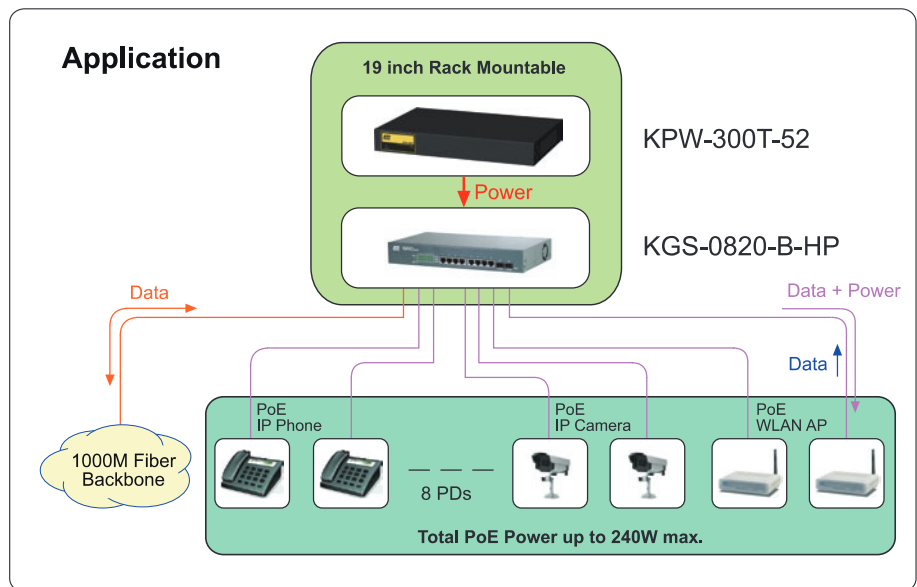 Application
19 inch Rack Mountable
KPW-300T-52
Power
KGS-0820-B-HP
Data
Data + Power
Data
PoE
IP Phone
PoE
IP Camera
PoE
WLAN AP
1000M Fiber
Backbone
8 PDs
Total PoE Power up to 240W max.